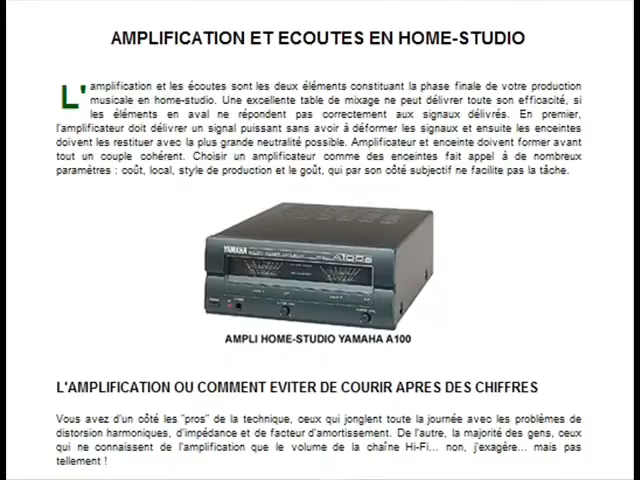 AMPLIFICATION ET ECOUTES EN HOME-STUDIO
L'amplification et les écoutes sont les deux éléments constituant la phase finale de votre production
musicale en home-studio. Une excellente table de mixage ne peut délivrer toute son efficacité, si
les éléments en aval ne répondent pas correctement aux signaux délivrés. En premier,
l'amplificateur doit délivrer un signal puissant sans avoir à déformer les signaux et ensuite les enceintes
doivent les restituer avec la plus grande neutralité possible. Amplificateur et enceinte doivent former avant
tout un couple cohérent. Choisir un amplificateur comme des enceintes fait appel à de nombreux
paramètres : coût, local, style de production et le goût, qui par son côté subjectif ne facilite pas la tâche.
YAMAHA
AMPLI HOME-STUDIO YAMAHA A100
L'AMPLIFICATION OU COMMENT EVITER DE COURIR APRES DES CHIFFRES
Vous avez d'un côté les "pros" de la technique, ceux qui jonglent toute la journée avec les problèmes de
distorsion harmoniques, d'impédance et de facteur d'amortissement. De l'autre, la majorité des gens, ceux
qui ne connaissent de l'amplification que le volume de la chaîne Hi-Fi... non, j'exagère... mais pas
tellement !